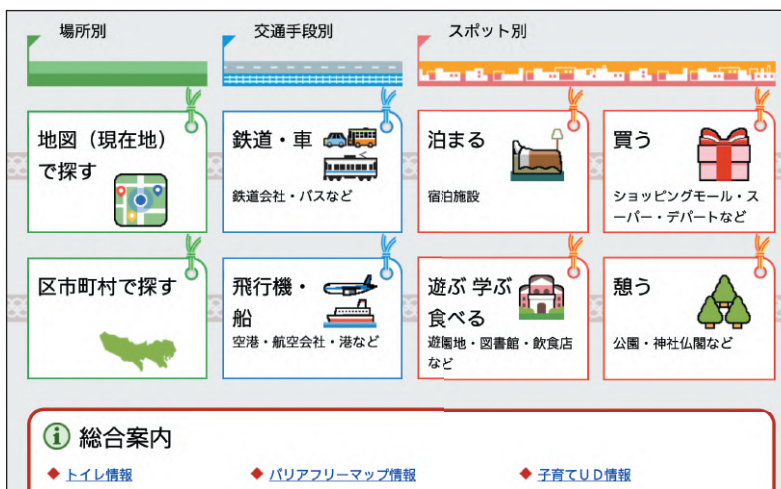 場所別
交通手段別
スポット別
地図（現在地）
で探す
鉄道・車
鉄道会社・バスなど
泊まる
宿泊施設
買う
ショッピングモール・ス
ーパー・デパートなど
区市町村で探す
飛行機・
船
空港・航空会社・港など
遊ぶ 学ぶ
食べる
遊園地・図書館・飲食店
など
憩う
公園・神社仏閣など
総合案内
トイレ情報
バリアフリーマップ情報
子育てＵＤ情報